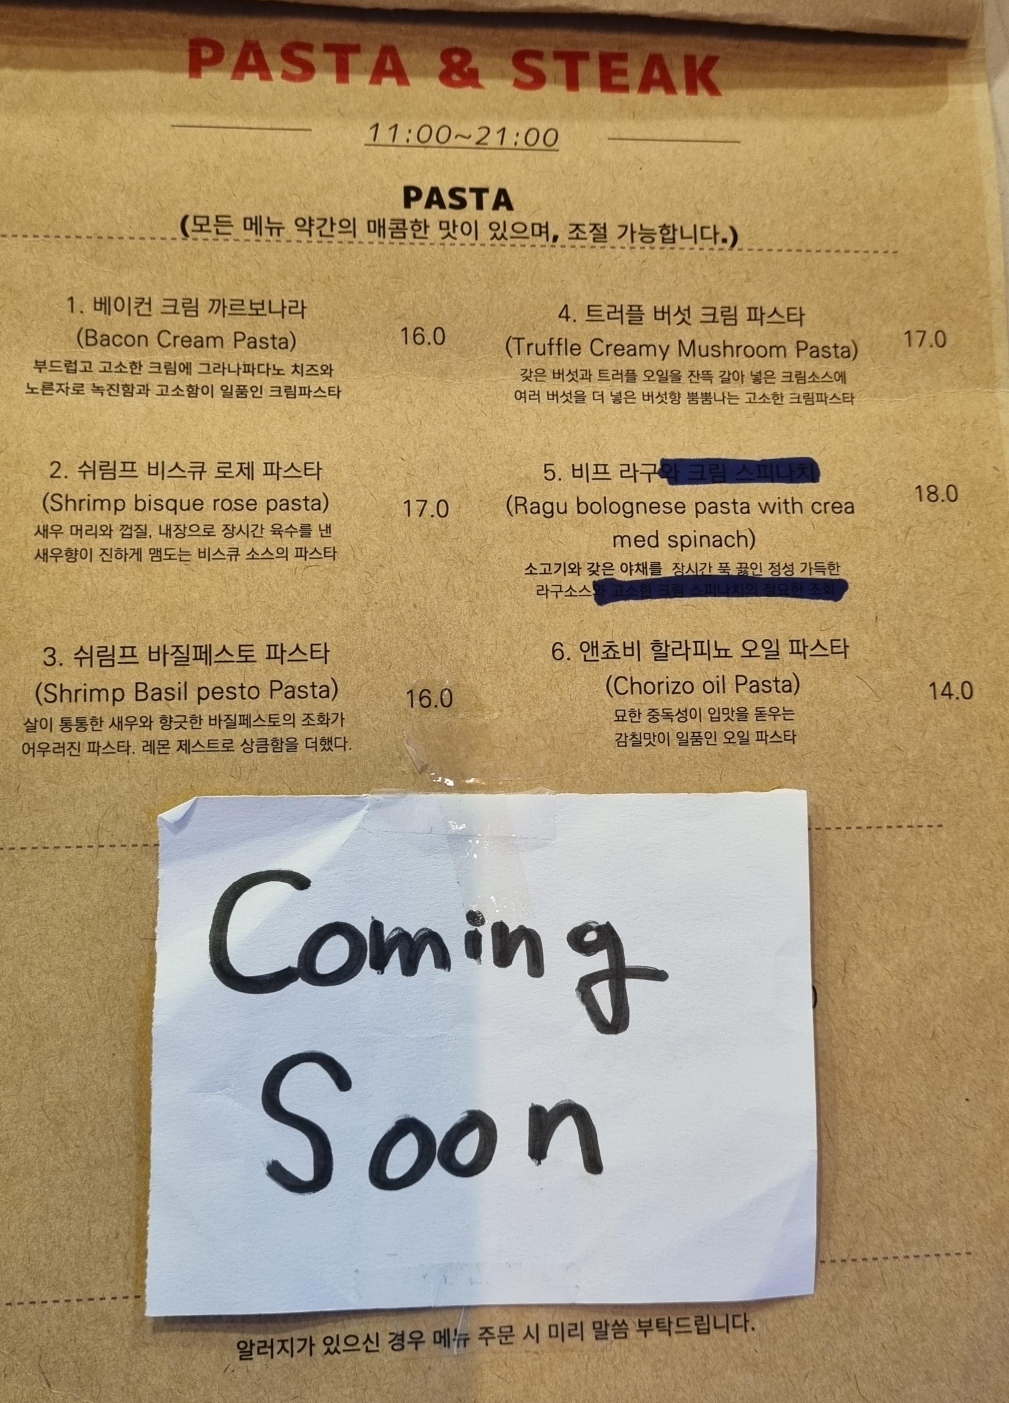 PASTA & STEAK
11:00~21:00
PASTA
(모든 메뉴 약간의 매콤한 맛이 있으며, 조절 가능합니다.)
1. 베이컨 크림 까르보나라
(Bacon Cream Pasta)
16.0
부드럽고 고소한 크림에 그라나파다노 치즈와
노른자로 녹진함과 고소함이 일품인 크림파스타
2. 쉬림프 비스큐 로제 파스타
(Shrimp bisque rose pasta)
17.0
새우 머리와 껍질, 내장으로 장시간 육수를 낸
새우향이 진하게 맴도는 비스큐 소스의 파스타
3. 쉬림프 바질페스토 파스타
(Shrimp Basil pesto Pasta)
16.0
살이 통통한 새우와 향긋한 바질페스토의 조화가
어우러진 파스타. 레몬 제스트로 상큼함을 더했다.
4. 트러플 버섯 크림 파스타
(Truffle Creamy Mushroom Pasta)
17.0
갖은 버섯과 트러플 오일을 잔뜩 갈아 넣은 크림소스에
여러 버섯을 더 넣은 버섯향 뿜뿜나는 고소한 크림파스타
5. 비프 라구와 크림 스피나치
(Ragu bolognese pasta with crea
med spinach)
18.0
소고기와 갖은 야채를 장시간 푹 끓인 정성 가득한
라구소스와 고소한 크림 스피나치의 절묘한 조화
6. 앤쵸비 할라피뇨 오일 파스타
(Chorizo oil Pasta)
14.0
묘한 중독성이 입맛을 돋우는
감칠맛이 일품인 오일 파스타
Coming
Soon
알러지가 있으신 경우 메뉴 주문 시 미리 말씀 부탁드립니다.